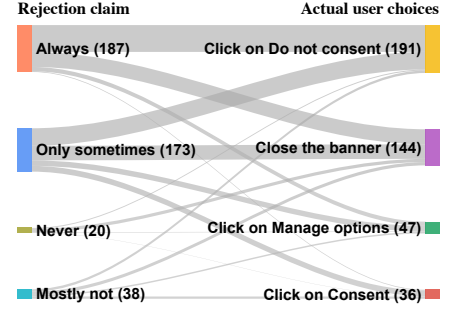 Rejection claim
Actual user choices
Always (187)
Click on Do not consent (191)
Only sometimes (173)
Close the banner (144)
Never (20)
Click on Manage options (47)
Mostly not (38)
Click on Consent (36)